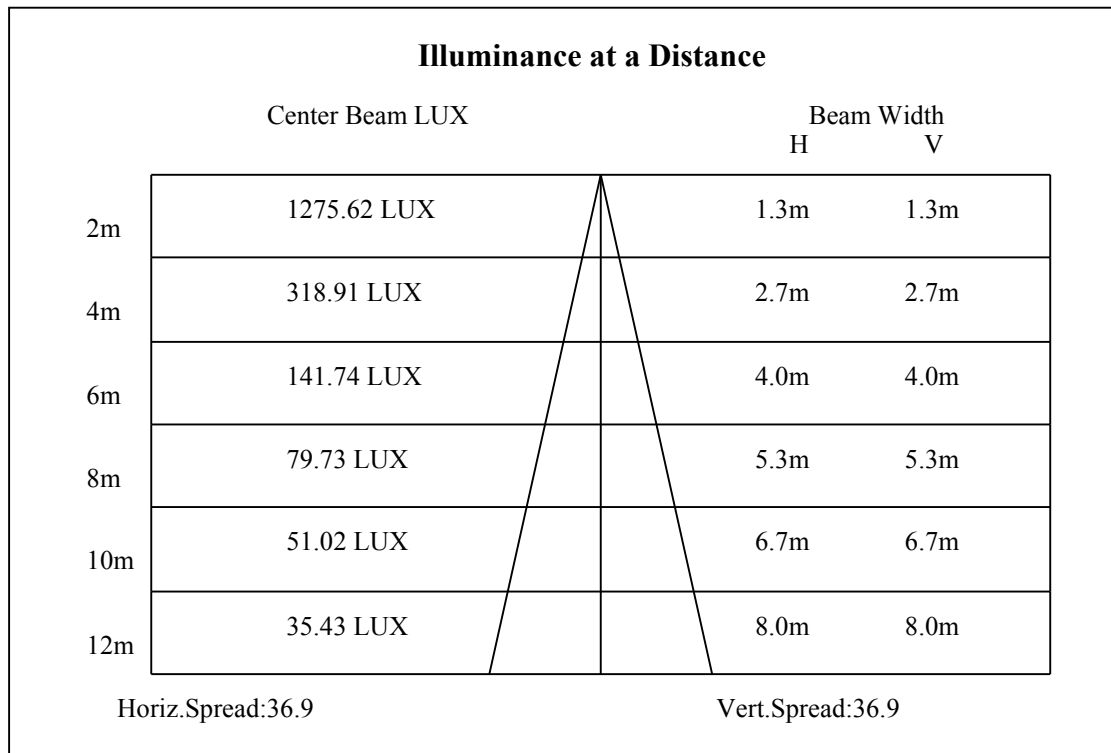 Illuminance at a Distance
Center Beam LUX Beam Width
H V
2m 1275.62 LUX 1.3m 1.3m
4m 318.91 LUX 2.7m 2.7m
6m 141.74 LUX 4.0m 4.0m
8m 79.73 LUX 5.3m 5.3m
10m 51.02 LUX 6.7m 6.7m
12m 35.43 LUX 8.0m 8.0m
Horiz.Spread:36.9 Vert.Spread:36.9